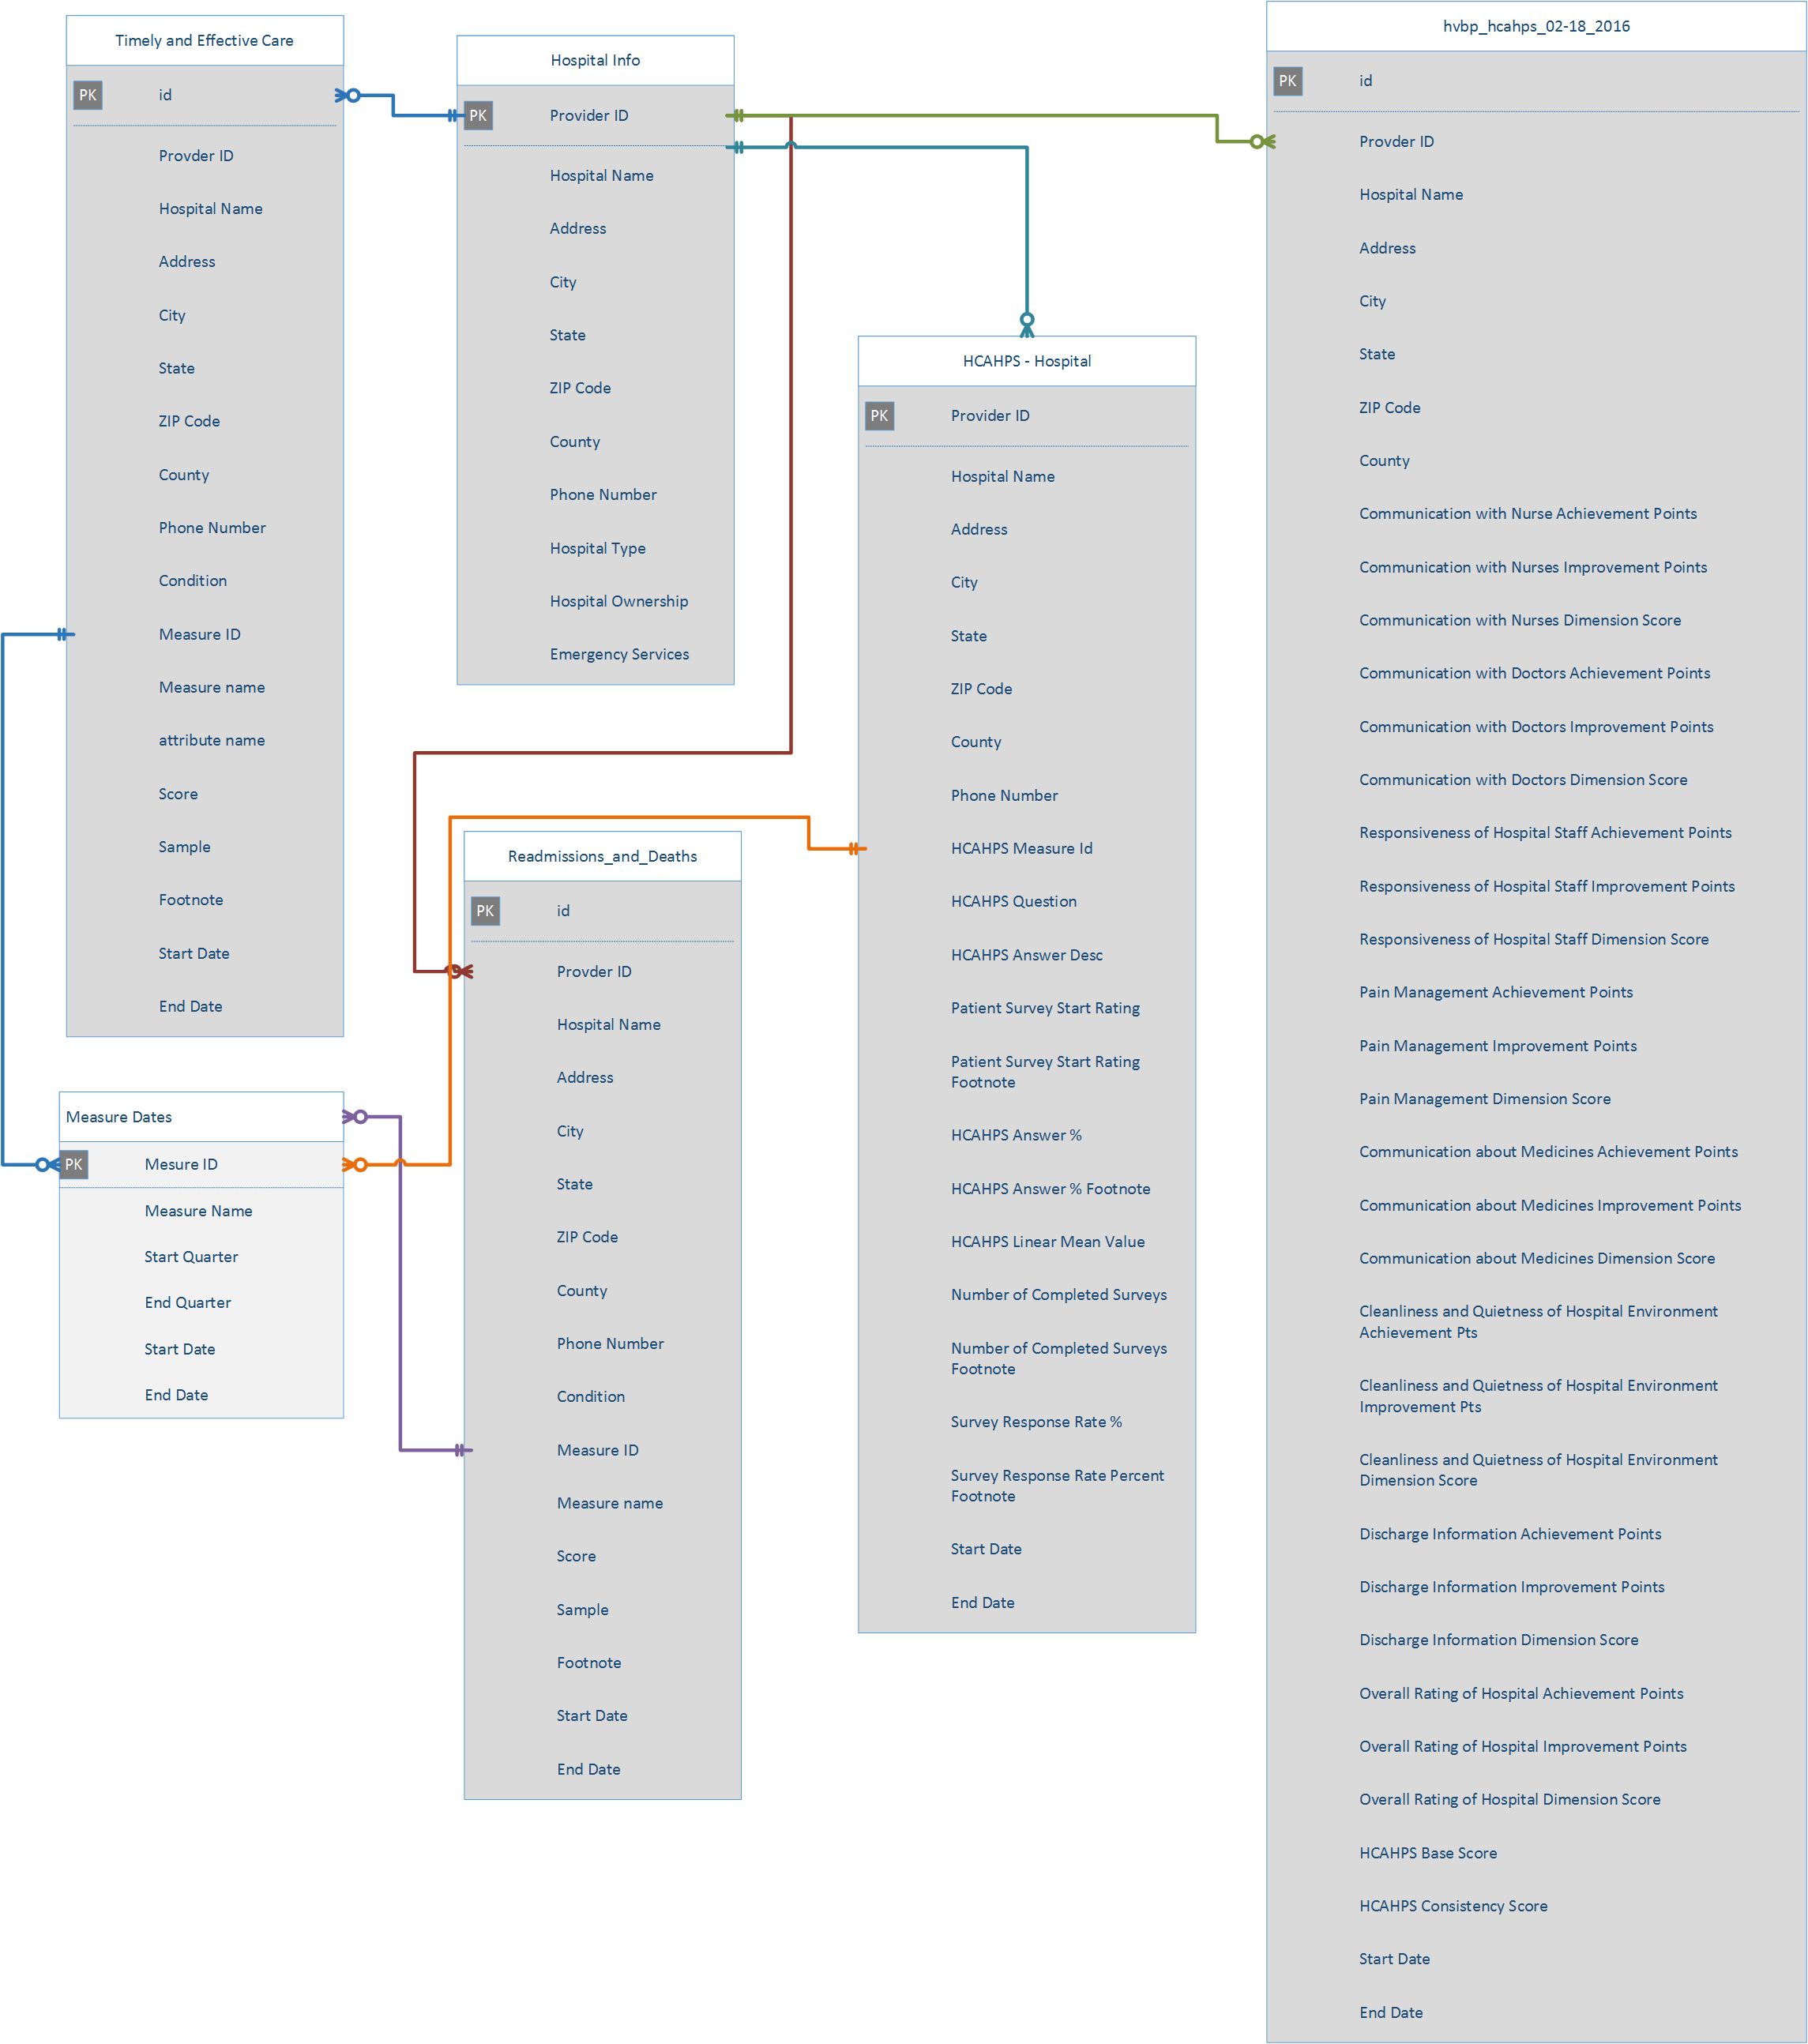 Timely and Effective Care
PK
id
Provder ID
Hospital Name
Address
City
State
ZIP Code
County
Phone Number
Condition
Measure ID
Measure name
attribute name
Score
Sample
Footnote
Start Date
End Date
Hospital Info
PK
Provider ID
Hospital Name
Address
City
State
ZIP Code
County
Phone Number
Hospital Type
Hospital Ownership
Emergency Services
hvbp_hcahps_02-18_2016
PK
id
Provder ID
Hospital Name
Address
City
State
ZIP Code
County
Communication with Nurse Achievement Points
Communication with Nurses Improvement Points
Communication with Nurses Dimension Score
Communication with Doctors Achievement Points
Communication with Doctors Improvement Points
Communication with Doctors Dimension Score
Responsiveness of Hospital Staff Achievement Points
Responsiveness of Hospital Staff Improvement Points
Responsiveness of Hospital Staff Dimension Score
Pain Management Achievement Points
Pain Management Improvement Points
Pain Management Dimension Score
Communication about Medicines Achievement Points
Communication about Medicines Improvement Points
Communication about Medicines Dimension Score
Cleanliness and Quietness of Hospital Environment
Achievement Pts
Cleanliness and Quietness of Hospital Environment
Improvement Pts
Cleanliness and Quietness of Hospital Environment
Dimension Score
Discharge Information Achievement Points
Discharge Information Improvement Points
Discharge Information Dimension Score
Overall Rating of Hospital Achievement Points
Overall Rating of Hospital Improvement Points
Overall Rating of Hospital Dimension Score
HCAHPS Base Score
HCAHPS Consistency Score
Start Date
End Date
HCAHPS - Hospital
PK
Provider ID
Hospital Name
Address
City
State
ZIP Code
County
Phone Number
HCAHPS Measure Id
HCAHPS Question
HCAHPS Answer Desc
Patient Survey Start Rating
Patient Survey Start Rating
Footnote
HCAHPS Answer %
HCAHPS Answer % Footnote
HCAHPS Linear Mean Value
Number of Completed Surveys
Number of Completed Surveys
Footnote
Survey Response Rate %
Survey Response Rate Percent
Footnote
Start Date
End Date
Readmissions_and_Deaths
PK
id
Provder ID
Hospital Name
Address
City
State
ZIP Code
County
Phone Number
Condition
Measure ID
Measure name
Score
Sample
Footnote
Start Date
End Date
Measure Dates
PK
Mesure ID
Measure Name
Start Quarter
End Quarter
Start Date
End Date